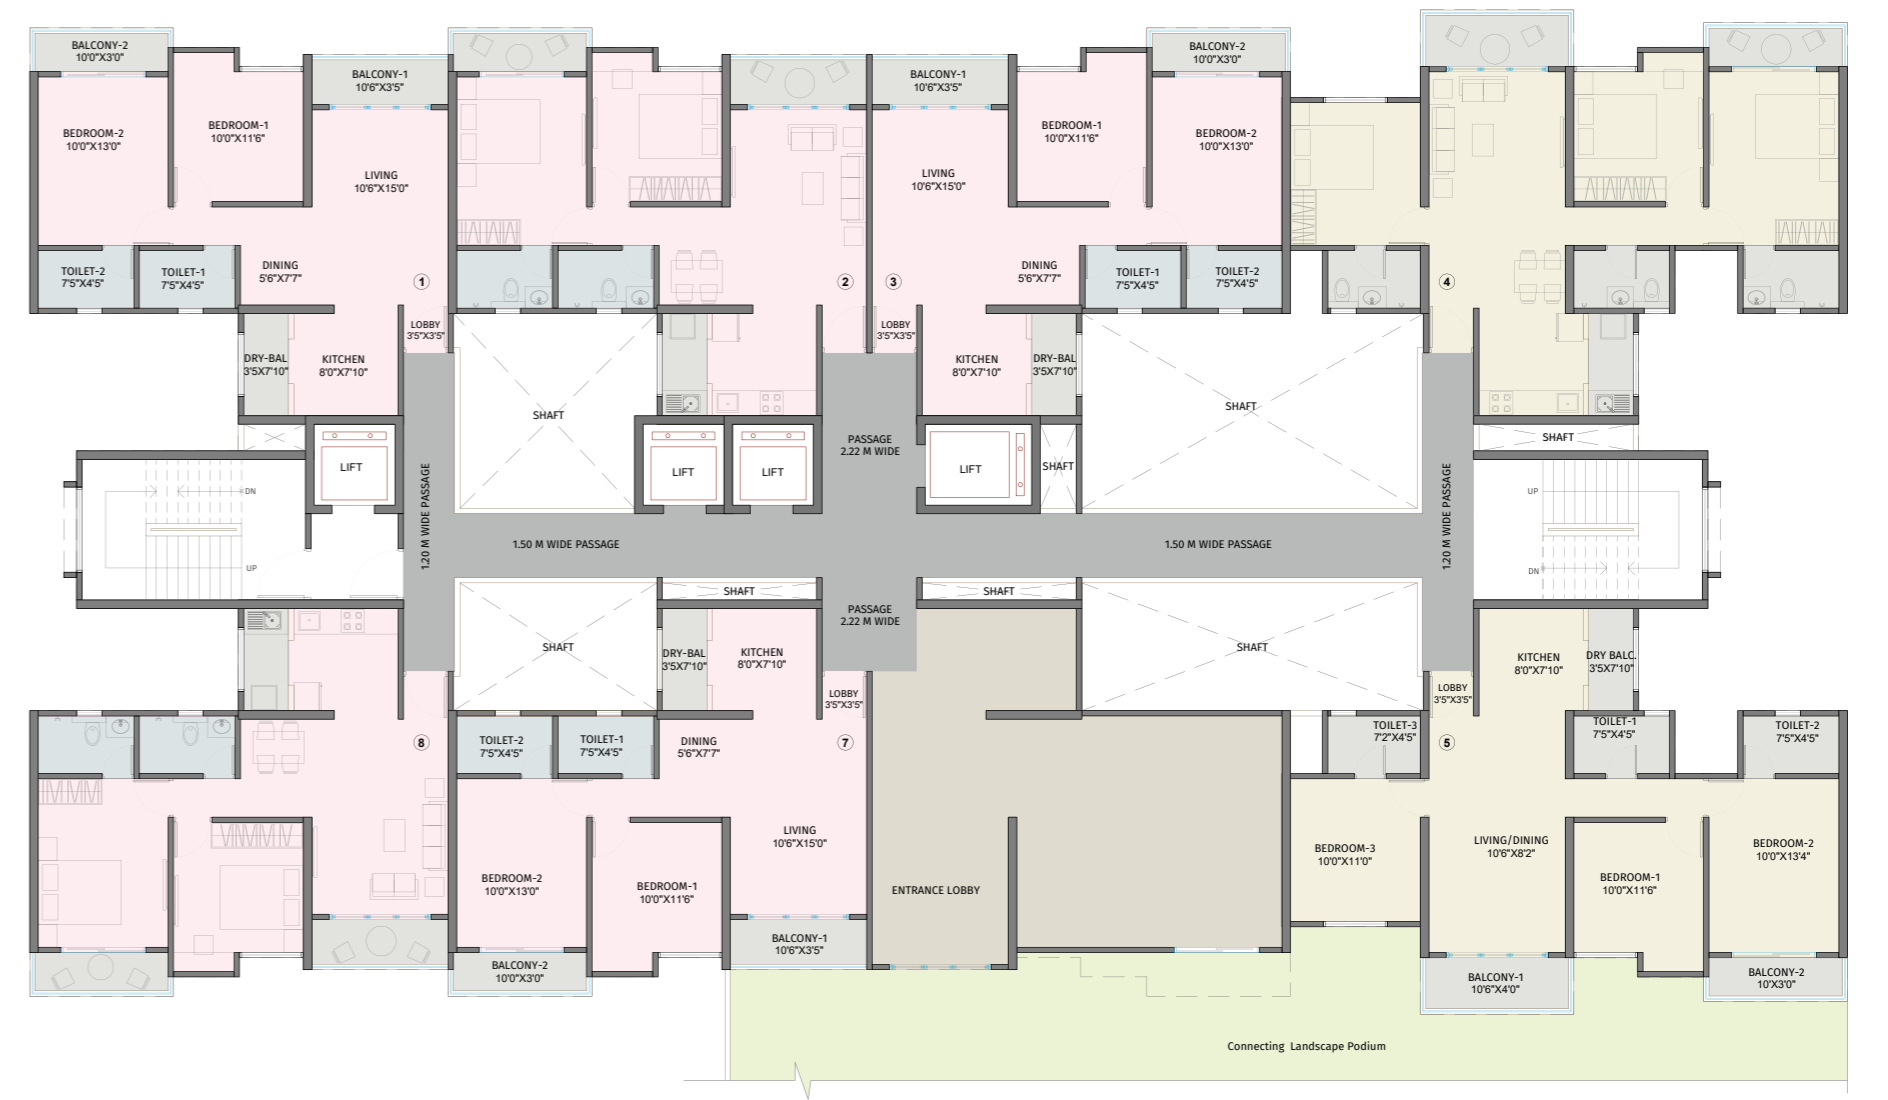 BALCONY-2
10'0"X3'0"
BALCONY-1
10'6"X3'5"
BALCONY-1
10'6"X3'5"
BALCONY-2
10'0"X3'0"
BEDROOM-2
10'0"X13'0"
BEDROOM-1
10'0"X11'6"
LIVING
10'6"X15'0"
LIVING
10'6"X15'0"
BEDROOM-1
10'0"X11'6"
BEDROOM-2
10'0"X13'0"
TOILET-2
7'5"X4'5"
TOILET-1
7'5"X4'5"
DINING
5'6"X7'7"
1
2
3
DINING
5'6"X7'7"
TOILET-1
7'5"X4'5"
TOILET-2
7'5"X4'5"
4
LOBBY
3'5"X3'5"
LOBBY
3'5"X3'5"
DRY-BAL
3'5X7'10"
KITCHEN
8'0"X7'10"
KITCHEN
8'0"X7'10"
DRY-BAL
3'5X7'10"
SHAFT
SHAFT
SHAFT
LIFT
LIFT
LIFT
PASSAGE
2.22 M WIDE
LIFT
SHAFT
DN
UP
1.20 M WIDE PASSAGE
1.50 M WIDE PASSAGE
1.50 M WIDE PASSAGE
1.20 M WIDE PASSAGE
UP
DN
SHAFT
SHAFT
PASSAGE
2.22 M WIDE
SHAFT
DRY-BAL
3'5X7'10"
KITCHEN
8'0"X7'10"
SHAFT
KITCHEN
8'0"X7'10"
DRY BALC.
3'5X7'10"
LOBBY
3'5"X3'5"
LOBBY
3'5"X3'5"
8
TOILET-2
7'5"X4'5"
TOILET-1
7'5"X4'5"
DINING
5'6"X7'7"
7
TOILET-3
7'2"X4'5"
5
TOILET-1
7'5"X4'5"
TOILET-2
7'5"X4'5"
LIVING
10'6"X15'0"
BEDROOM-2
10'0"X13'0"
BEDROOM-1
10'0"X11'6"
ENTRANCE LOBBY
BEDROOM-3
10'0"X11'0"
LIVING/DINING
10'6"X8'2"
BEDROOM-1
10'0"X11'6"
BEDROOM-2
10'0"X13'4"
BALCONY-2
10'0"X3'0"
BALCONY-1
10'6"X3'5"
BALCONY-1
10'6"X4'0"
BALCONY-2
10'X3'0"
Connecting Landscape Podium